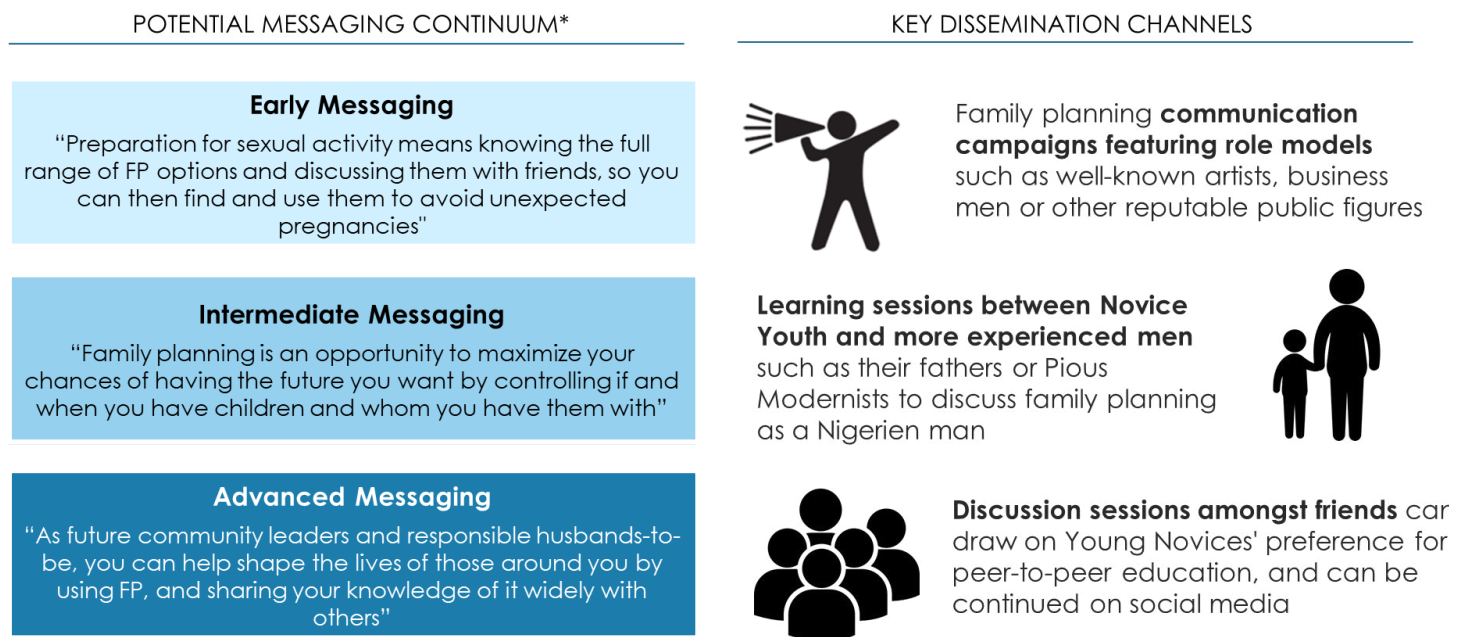 POTENTIAL MESSAGING CONTINUUM*
Early Messaging
“Preparation for sexual activity means knowing the full
range of FP options and discussing them with friends, so you
can then find and use them to avoid unexpected
pregnancies"
Intermediate Messaging
“Family planning is an opportunity to maximize your
chances of having the future you want by controlling if and
when you have children and whom you have them with”
Advanced Messaging
“As future community leaders and responsible husbands-to-
be, you can help shape the lives of those around you by
using FP, and sharing your knowledge of it widely with
others”
KEY DISSEMINATION CHANNELS
Family planning communication
campaigns featuring role models
such as well-known artists, business
men or other reputable public figures
Learning sessions between Novice
Youth and more experienced men
such as their fathers or Pious
Modernists to discuss family planning
as a Nigerien man
Discussion sessions amongst friends can
draw on Young Novices' preference for
peer-to-peer education, and can be
continued on social media